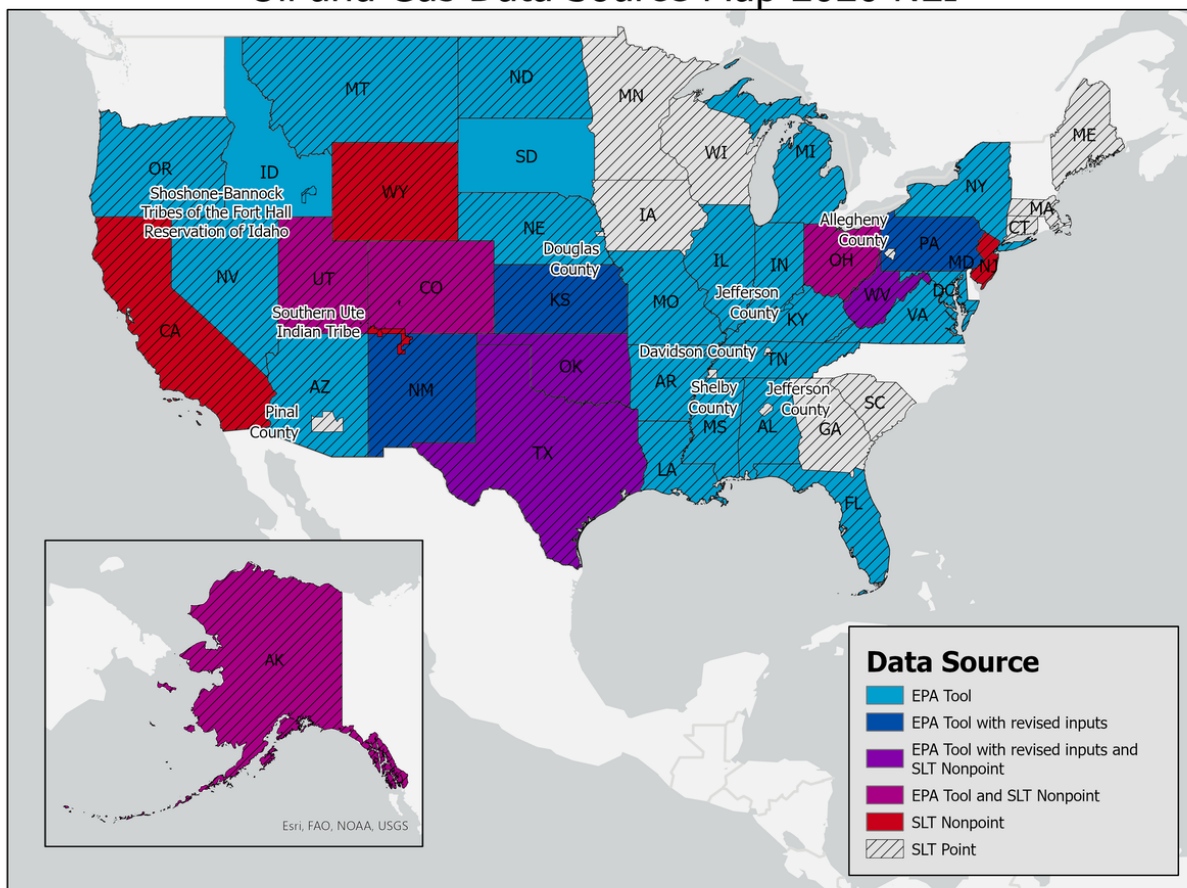 Oil and Gas Data Source Map 2020 NEI
MT
ND
MN
ME
OR
ID
SD
WI
MI
NY
MA
CT
Shoshone-Bannock
Tribes of the Fort Hall
Reservation of Idaho
WY
IA
NE
Allegheny
County
PA
Douglas
County
NV
UT
CO
IL
IN
OH
MD
NJ
KS
MO
WV
DC
Jefferson
County
KY
VA
CA
Southern Ute
Indian Tribe
Davidson County
TN
AZ
NM
OK
AR
Shelby
County
Jefferson
County
SC
Pinal
County
MS
AL
GA
TX
LA
FL
AK
Esri, FAO, NOAA, USGS
Data Source
EPA Tool
EPA Tool with revised inputs
EPA Tool with revised inputs and
SLT Nonpoint
EPA Tool and SLT Nonpoint
SLT Nonpoint
SLT Point